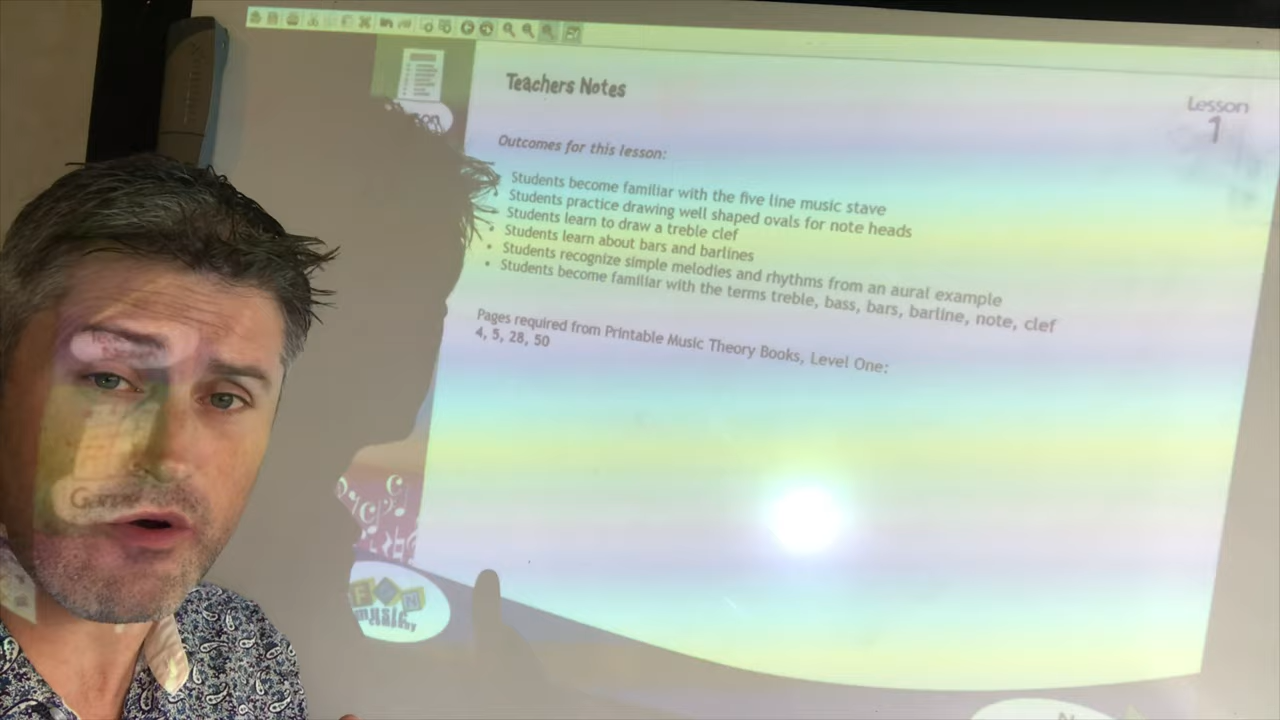 Teachers Notes
Lesson
1
Outcomes for this lesson:
• Students become familiar with the five line music stave
• Students practice drawing well shaped ovals for note heads
• Students learn to draw a treble clef
• Students learn about bars and barlines
• Students recognize simple melodies and rhythms from an aural example
• Students become familiar with the terms treble, bass, bars, barline, note, clef
Pages required from Printable Music Theory Books, Level One:
4, 5, 28, 50
FUN
music
company